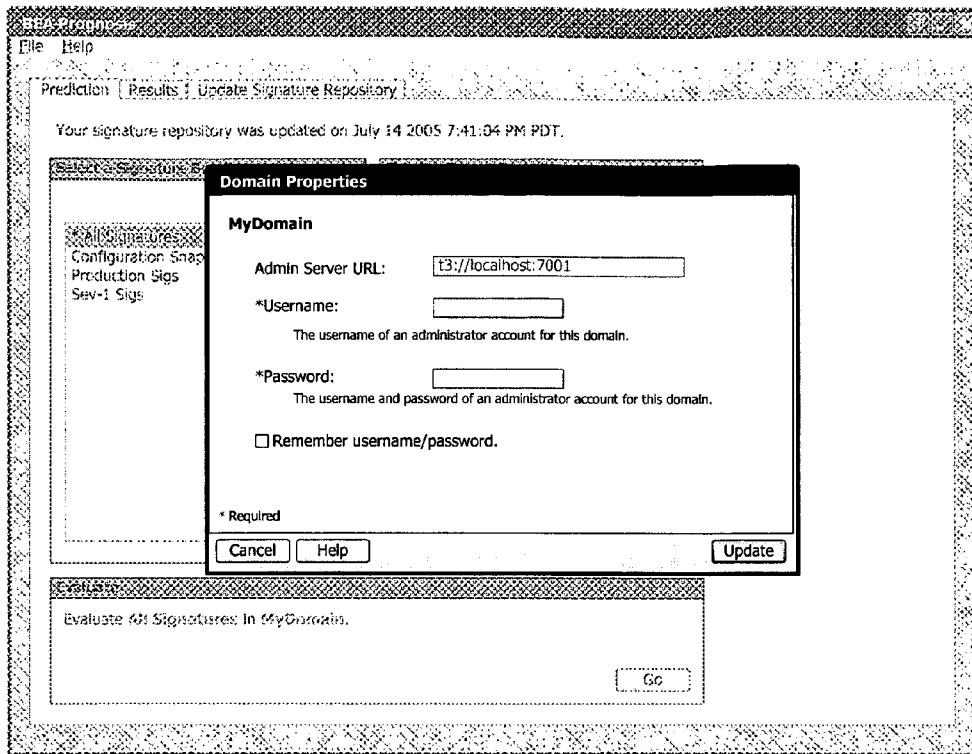 BEA Prognosis
File Help
Prediction Results Update Signature Repository
Your signature repository was updated on July 14 2005 7:41:04 PM PDT.
Select a Signature
Domain Properties
MyDomain
* All Signatures
Configuration Snap
Production Sigs
Sev-1 Sigs
Admin Server URL: t3://localhost:7001
*Username:
The username of an administrator account for this domain.
*Password:
The username and password of an administrator account for this domain.
Remember username/password.
* Required
Cancel Help Update
Evaluate
Evaluate All Signatures in MyDomain.
Go